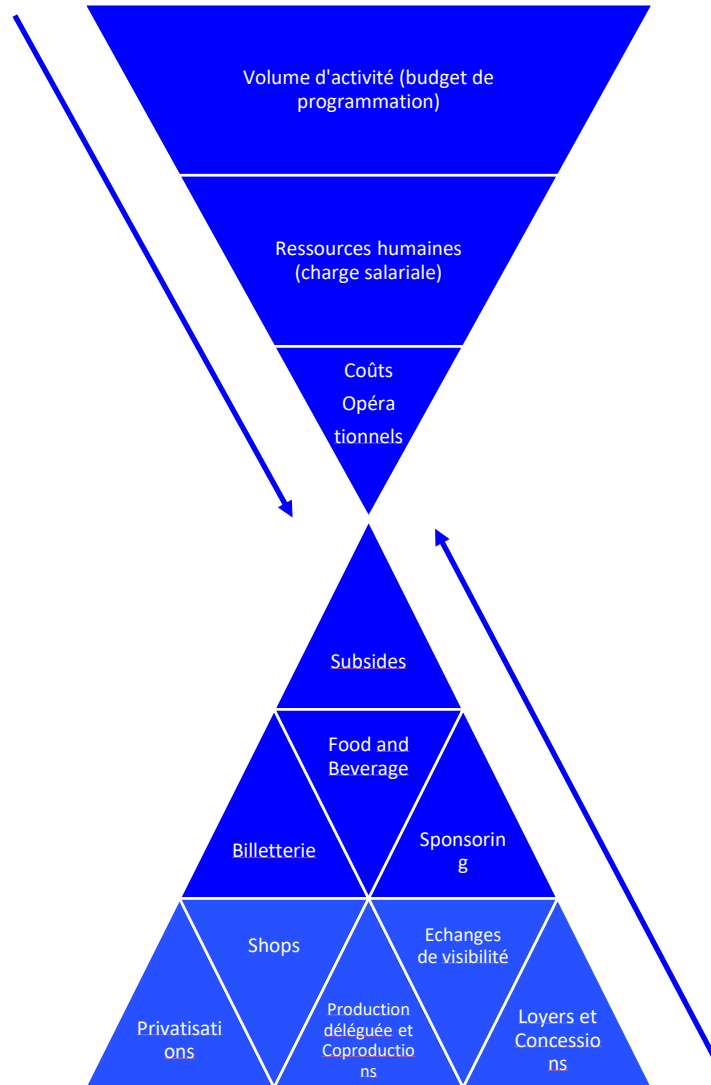 Volume d'activité (budget de
programmation)
Ressources humaines
(charge salariale)
Coûts
Opéra
tionnels
Subsides
Food and
Beverage
Billetterie
Sponsorin
g
Shops
Echanges
de visibilité
Privatisati
ons
Production
déléguée et
Coproductio
ns
Loyers et
Concessio
ns